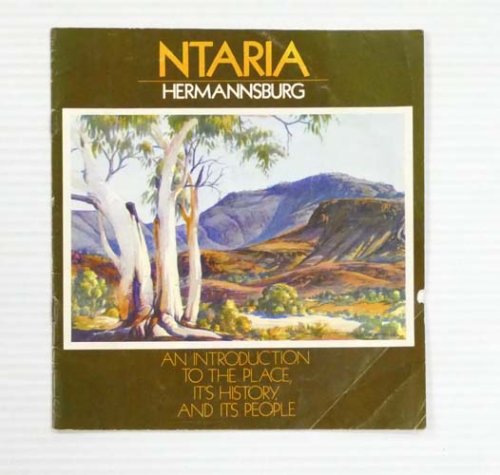 NTARIA
HERMANNSBURG
AN INTRODUCTION
TO THE PLACE,
IT'S HISTORY,
AND ITS PEOPLE